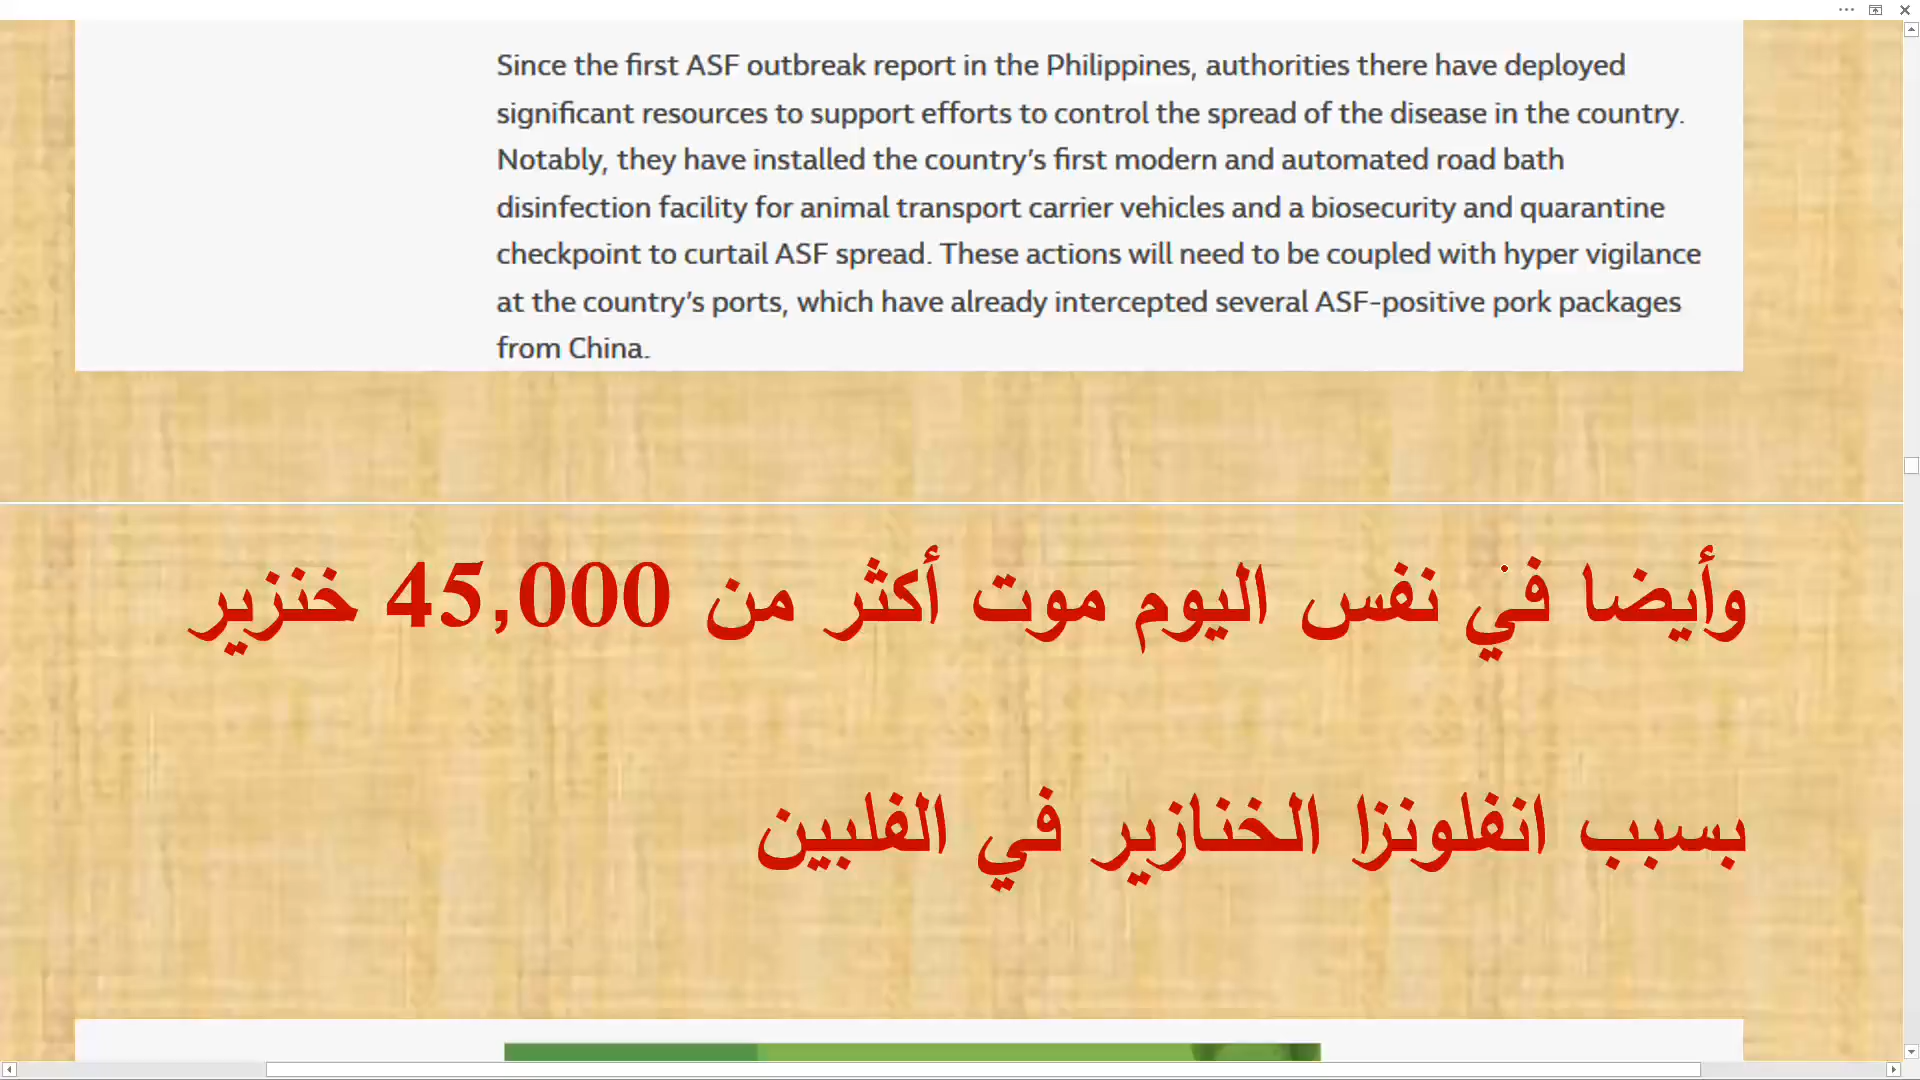 Since the first ASF outbreak report in the Philippines, authorities there have deployed
significant resources to support efforts to control the spread of the disease in the country.
Notably, they have installed the country’s first modern and automated road bath
disinfection facility for animal transport carrier vehicles and a biosecurity and quarantine
checkpoint to curtail ASF spread. These actions will need to be coupled with hyper vigilance
at the country’s ports, which have already intercepted several ASF-positive pork packages
from China.
وأيضا في نفس اليوم موت أكثر من 45,000 خنزير
بسبب انفلونزا الخنازير في الفلبين